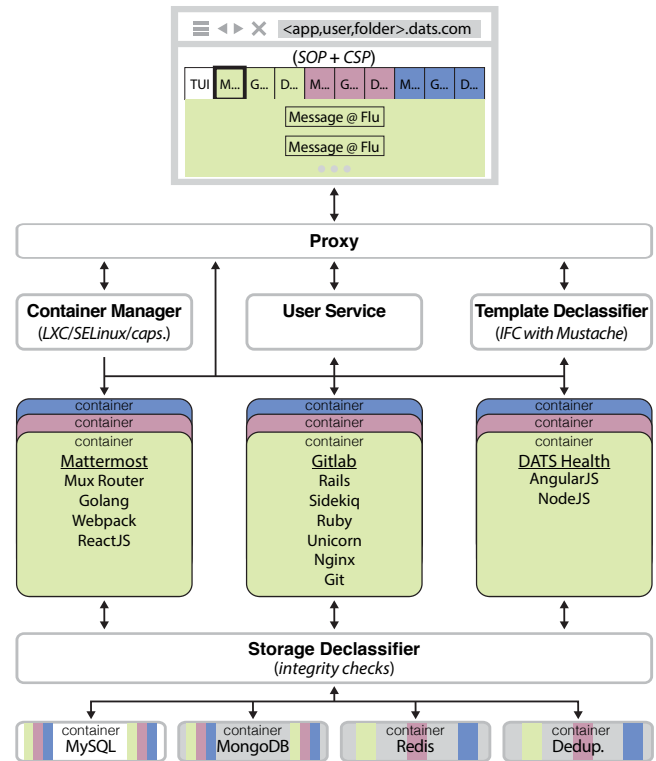 <app,user,folder>.dats.com
(SOP + CSP)
TUI M... G... D... M... G... D... M... G... D...
Message @ Flu
Message @ Flu
Proxy
Container Manager
(LXC/SELinux/caps.)
User Service
Template Declassifier
(IFC with Mustache)
container
container
container
Mattermost
Mux Router
Golang
Webpack
ReactJS
container
container
container
Gitlab
Rails
Sidekiq
Ruby
Unicorn
Nginx
Git
container
container
container
DATS Health
AngularJS
NodeJS
Storage Declassifier
(integrity checks)
container
MySQL
container
MongoDB
container
Redis
container
Dedup.